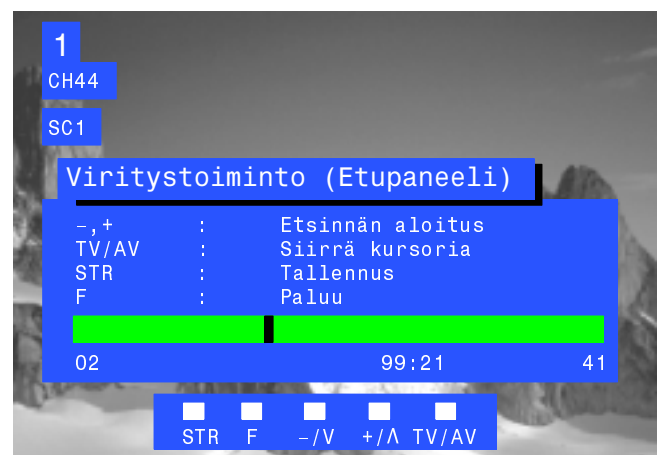 1
CH44
SC1
Viritystoiminto (Etupaneeli)
–,+ : Etsinnän aloitus
TV/AV : Siirrä kursoria
STR : Tallennus
F : Paluu
02 99:21 41
STR F –/V +/Λ TV/AV